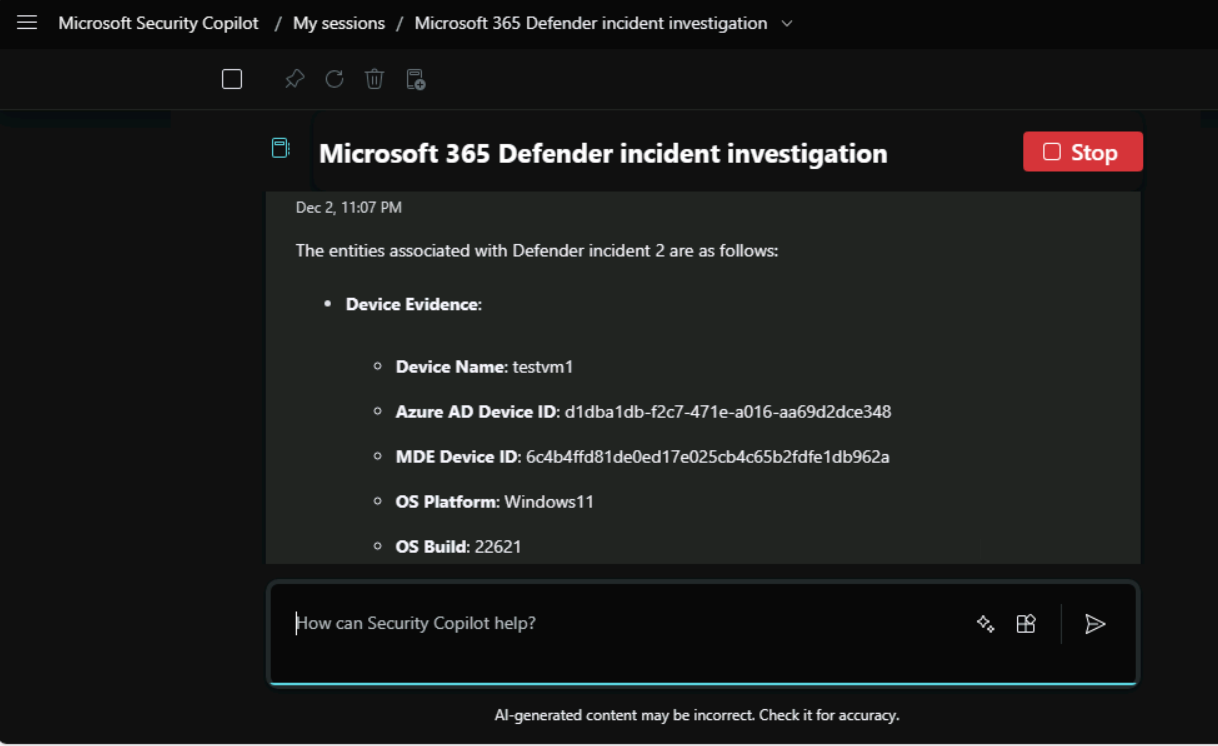 Microsoft Security Copilot / My sessions / Microsoft 365 Defender incident investigation
Microsoft 365 Defender incident investigation
Stop
Dec 2, 11:07 PM
The entities associated with Defender incident 2 are as follows:
• Device Evidence:
○ Device Name: testvm1
○ Azure AD Device ID: d1dba1db-f2c7-471e-a016-aa69d2dce348
○ MDE Device ID: 6c4b4ffd81de0ed17e025cb4c65b2fdfe1db962a
○ OS Platform: Windows11
○ OS Build: 22621
How can Security Copilot help?
AI-generated content may be incorrect. Check it for accuracy.